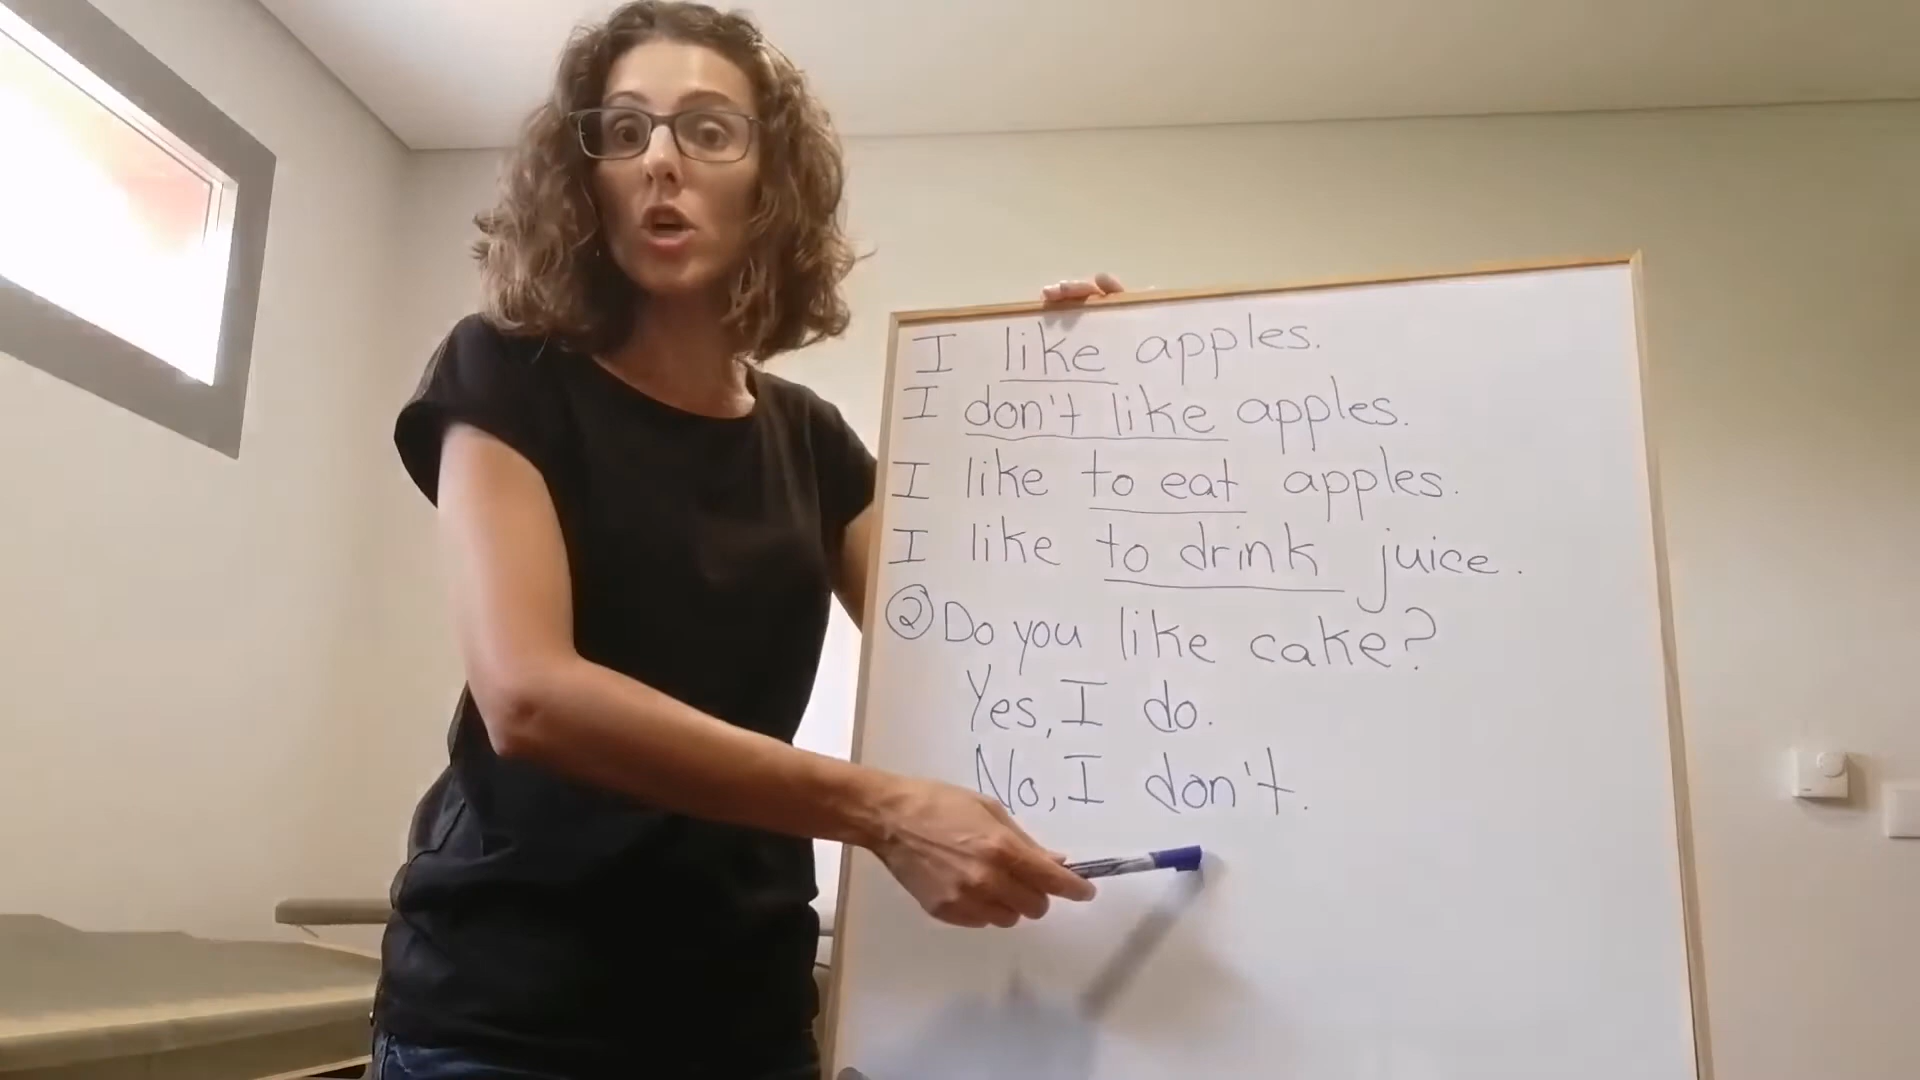 I like apples.
I don't like apples.
I like to eat apples.
I like to drink juice.
② Do you like cake?
Yes, I do.
No, I don't.